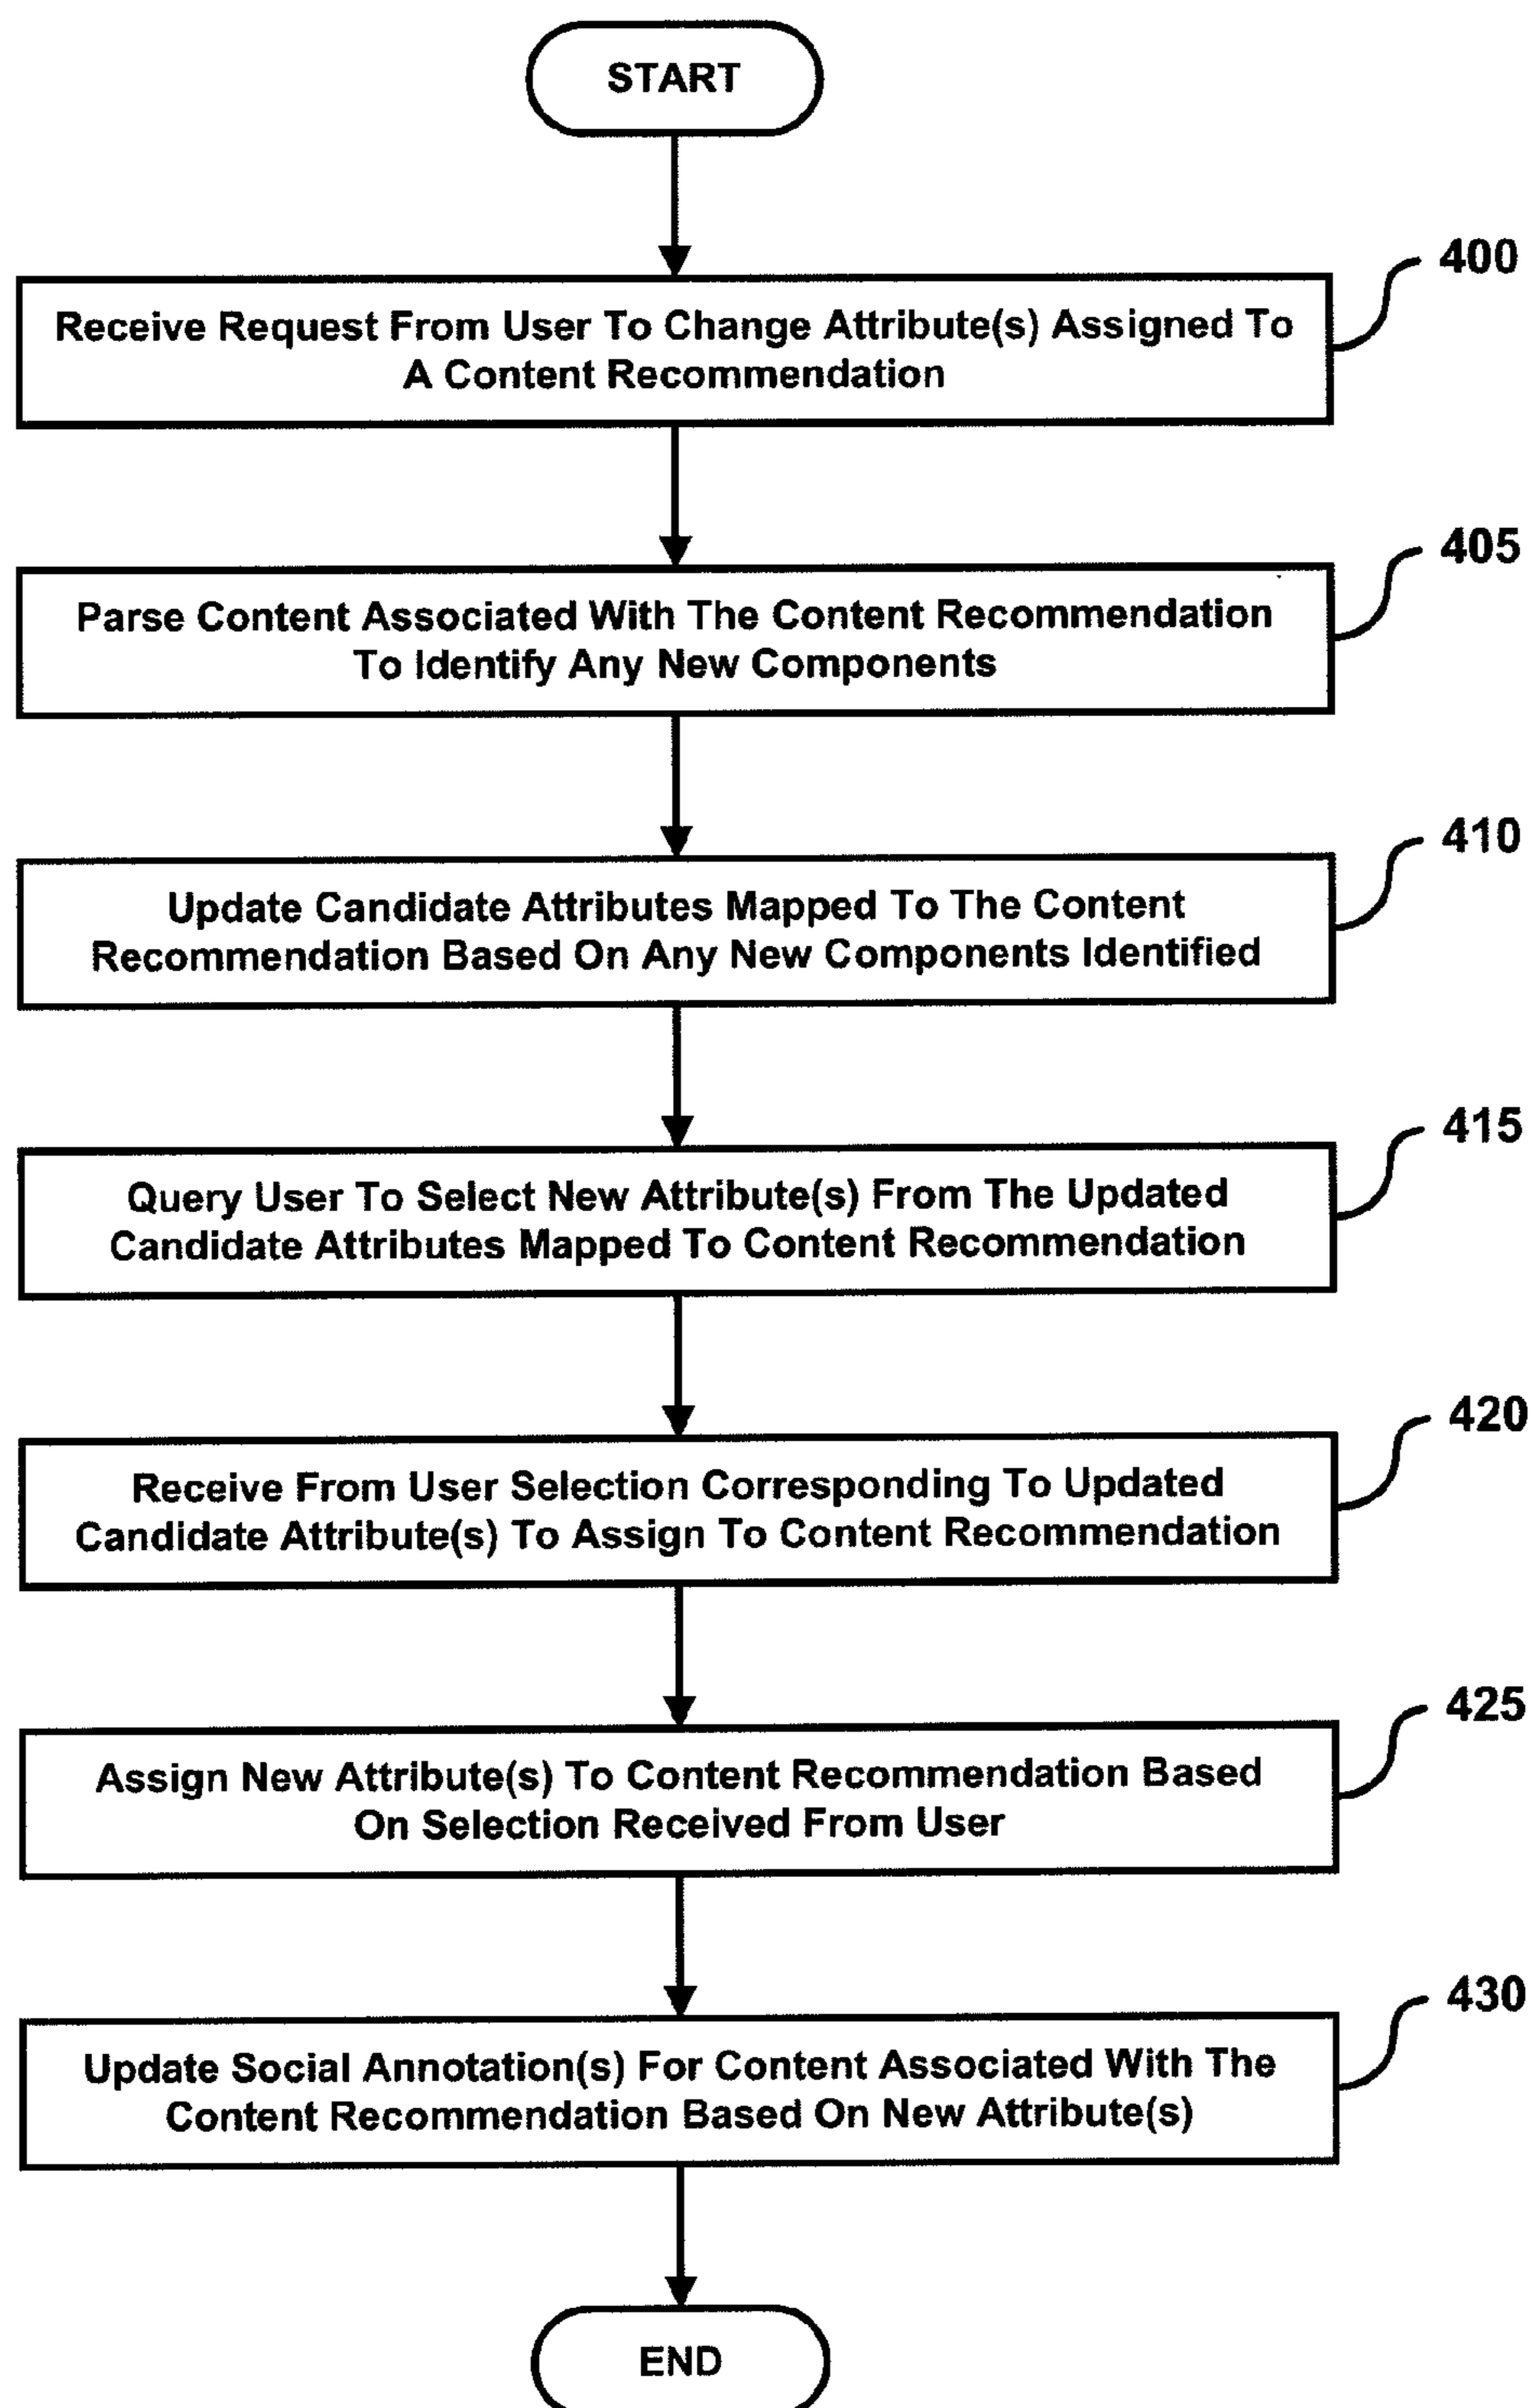 START
400
Receive Request From User To Change Attribute(s) Assigned To
A Content Recommendation
405
Parse Content Associated With The Content Recommendation
To Identify Any New Components
410
Update Candidate Attributes Mapped To The Content
Recommendation Based On Any New Components Identified
415
Query User To Select New Attribute(s) From The Updated
Candidate Attributes Mapped To Content Recommendation
420
Receive From User Selection Corresponding To Updated
Candidate Attribute(s) To Assign To Content Recommendation
425
Assign New Attribute(s) To Content Recommendation Based
On Selection Received From User
430
Update Social Annotation(s) For Content Associated With The
Content Recommendation Based On New Attribute(s)
END